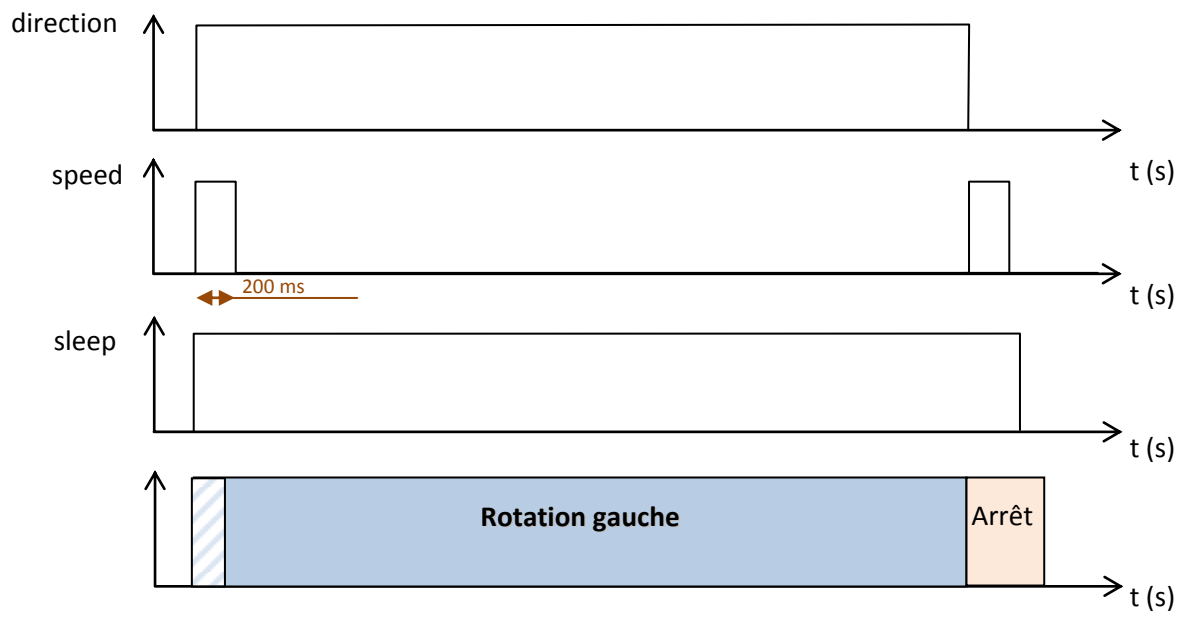 direction
t (s)
speed
200 ms
t (s)
sleep
t (s)
Rotation gauche
Arrêt
t (s)